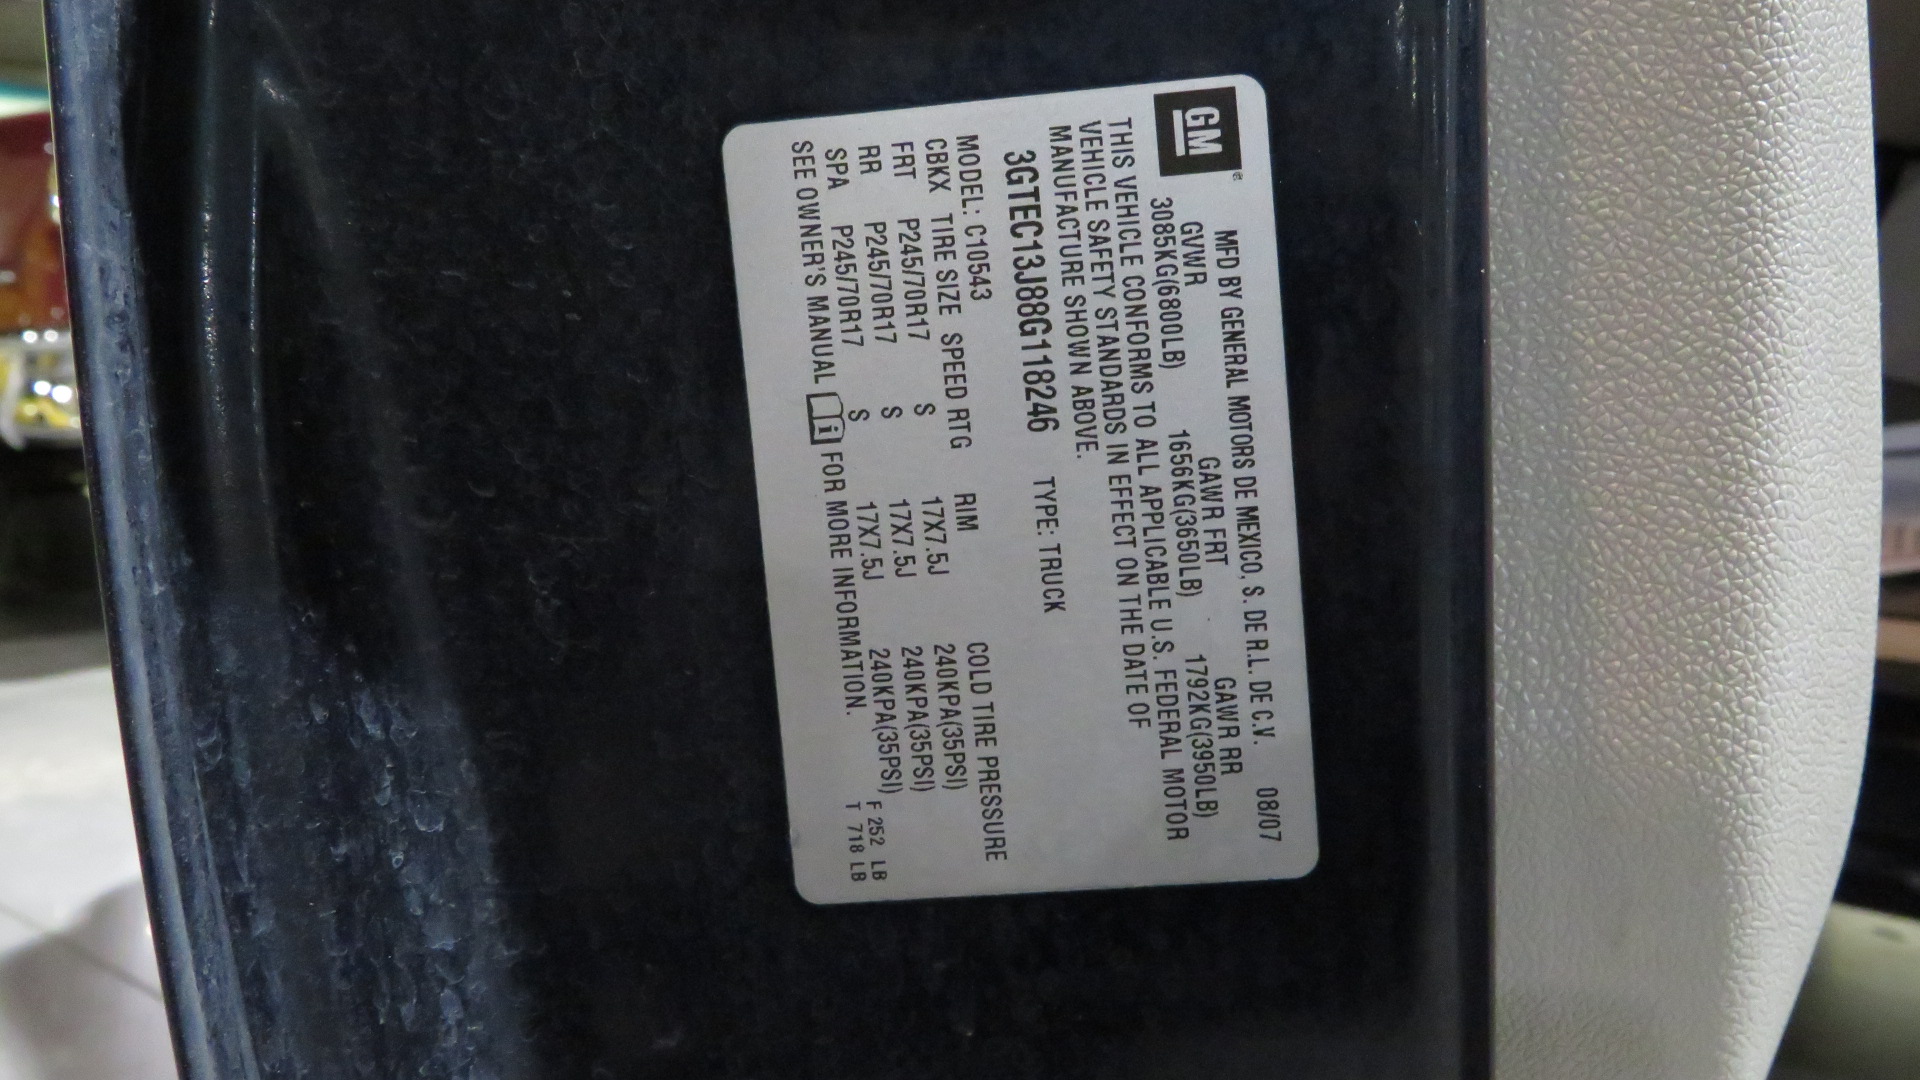 GM
MFD BY GENERAL MOTORS DE MEXICO, S. DE R.L. DE C.V. 08/07
GVWR GAWR FRT GAWR RR
3085KG(6800LB) 1656KG(3650LB) 1792KG(3950LB)
THIS VEHICLE CONFORMS TO ALL APPLICABLE U.S. FEDERAL MOTOR
VEHICLE SAFETY STANDARDS IN EFFECT ON THE DATE OF
MANUFACTURE SHOWN ABOVE.
3GTEC13J88G118246 TYPE: TRUCK
MODEL: C10543
CBKX TIRE SIZE SPEED RTG RIM COLD TIRE PRESSURE
FRT P245/70R17 S 17X7.5J 240KPA(35PSI)
RR P245/70R17 S 17X7.5J 240KPA(35PSI)
SPA P245/70R17 S 17X7.5J 240KPA(35PSI)
SEE OWNER'S MANUAL i FOR MORE INFORMATION.
F 252 LB
T 718 LB